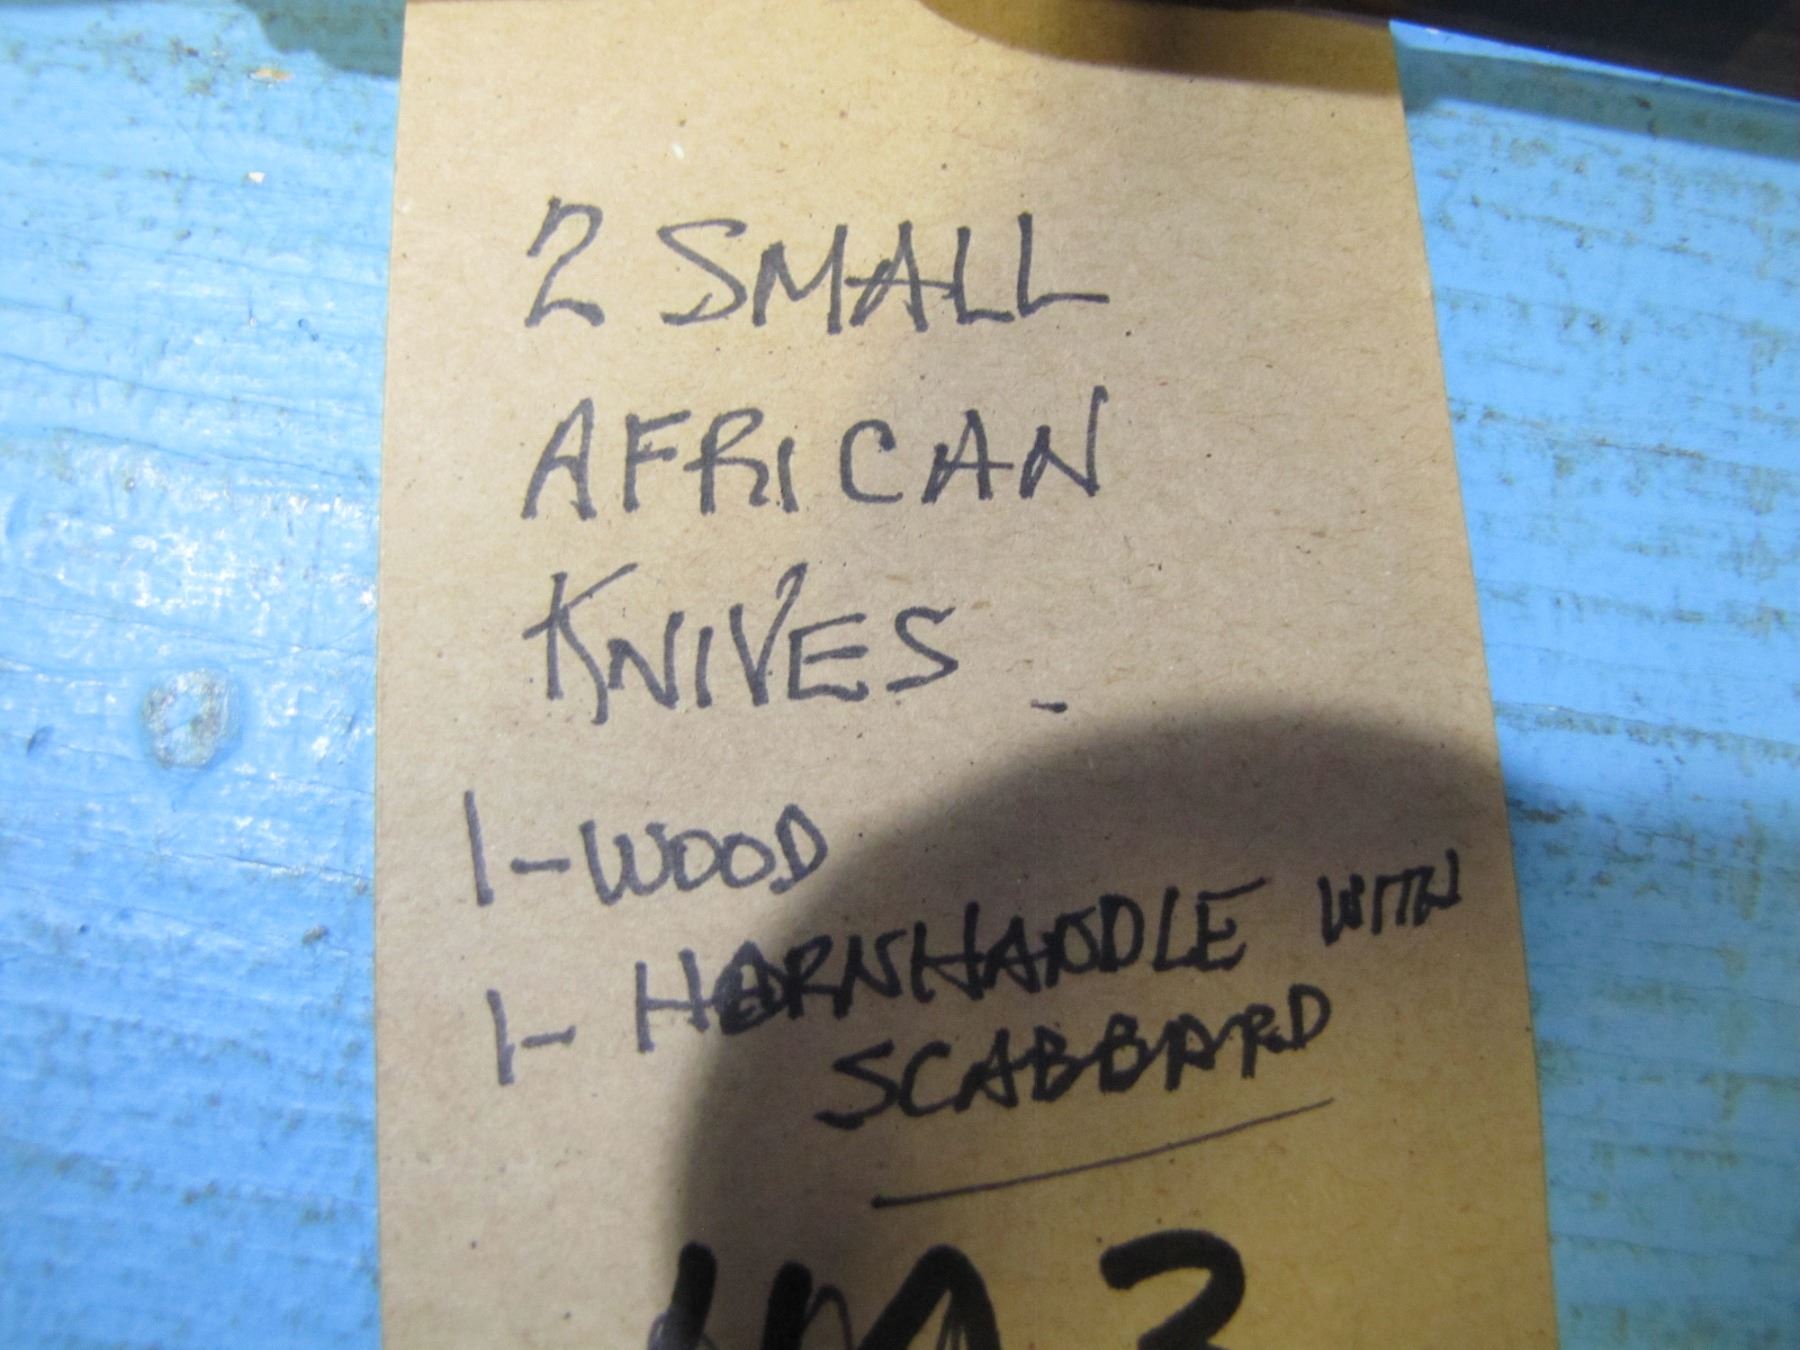 2 SMALL
AFRICAN
KNIVES -
1-WOOD
1- HORNHANDLE WITH
SCABBARD